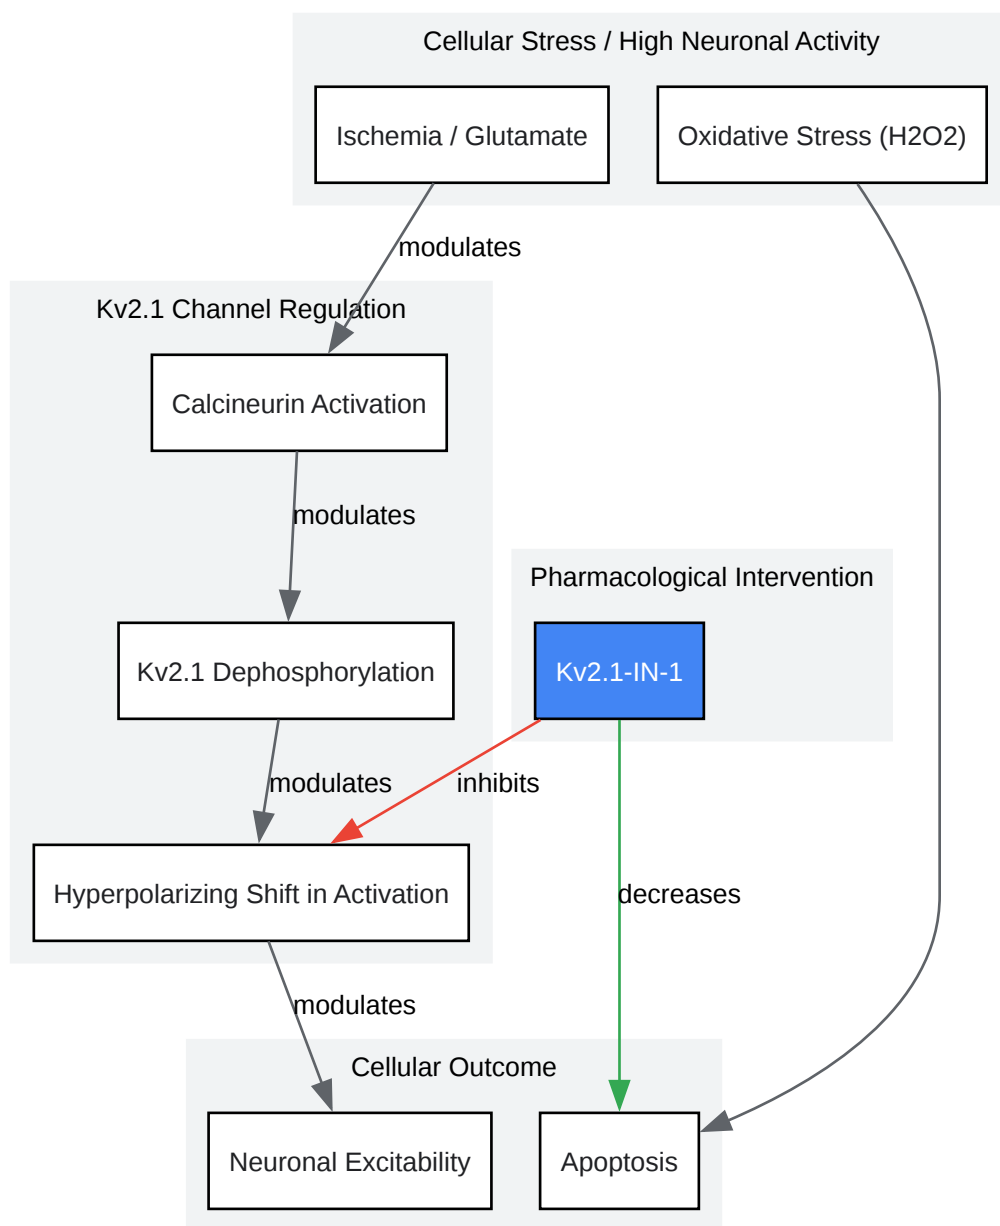 Cellular Stress / High Neuronal Activity
Ischemia / Glutamate
Oxidative Stress (H2O2)
modulates
Kv2.1 Channel Regulation
Calcineurin Activation
modulates
Pharmacological Intervention
Kv2.1 Dephosphorylation
Kv2.1-IN-1
modulates
inhibits
Hyperpolarizing Shift in Activation
decreases
modulates
Cellular Outcome
Neuronal Excitability
Apoptosis